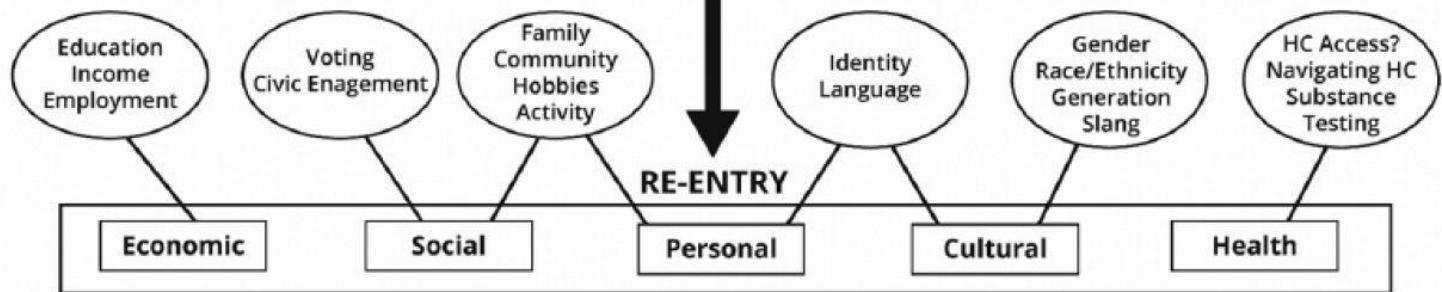 Education
Income
Employment
Voting
Civic Enagement
Family
Community
Hobbies
Activity
Identity
Language
Gender
Race/Ethnicity
Generation
Slang
HC Access?
Navigating HC
Substance
Testing
RE-ENTRY
Economic
Social
Personal
Cultural
Health